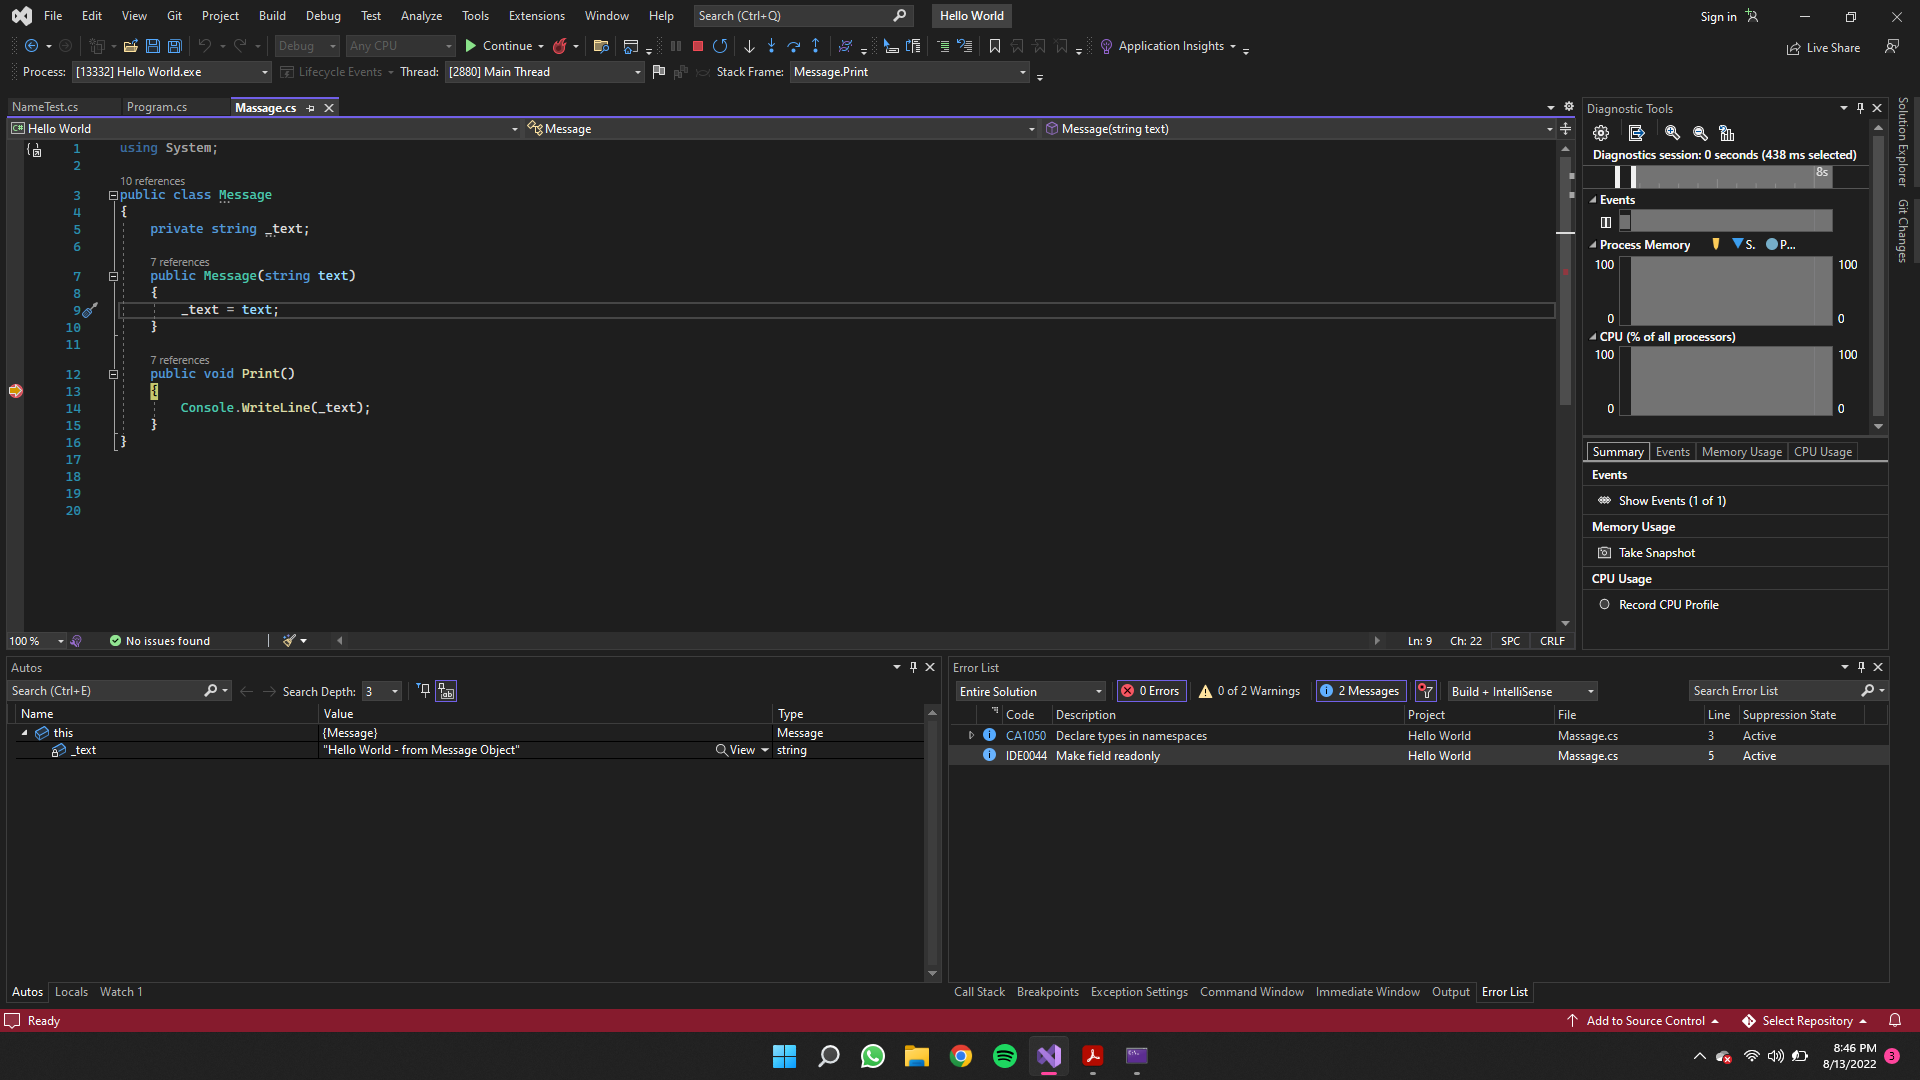 File Edit View Git Project Build Debug Test Analyze Tools Extensions Window Help Search (Ctrl+Q) Hello World Sign in
Debug Any CPU Continue Application Insights Live Share
Process: [13332] Hello World.exe Lifecycle Events Thread: [2880] Main Thread Stack Frame: Message.Print
NameTest.cs Program.cs Massage.cs
Hello World Message Message(string text)
1 using System;
2
10 references
3 public class Message
4 {
5 private string _text;
6
7 references
7 public Message(string text)
8 {
9 _text = text;
10 }
11
7 references
12 public void Print()
13 {
14 Console.WriteLine(_text);
15 }
16 }
17
18
19
20
100 % No issues found Ln: 9 Ch: 22 SPC CRLF
Diagnostic Tools
Diagnostics session: 0 seconds (438 ms selected)
8s
Events
Process Memory S. P...
100 100
0 0
CPU (% of all processors)
100 100
0 0
Summary Events Memory Usage CPU Usage
Events
Show Events (1 of 1)
Memory Usage
Take Snapshot
CPU Usage
Record CPU Profile
Solution Explorer
Git Changes
Autos
Search (Ctrl+E) Search Depth: 3
Name Value Type
this {Message} Message
_text "Hello World - from Message Object" View string
Autos Locals Watch 1
Error List
Entire Solution 0 Errors 0 of 2 Warnings 2 Messages Build + IntelliSense Search Error List
Code Description Project File Line Suppression State
CA1050 Declare types in namespaces Hello World Massage.cs 3 Active
IDE0044 Make field readonly Hello World Massage.cs 5 Active
Call Stack Breakpoints Exception Settings Command Window Immediate Window Output Error List
Ready Add to Source Control Select Repository
8:46 PM
8/13/2022 3